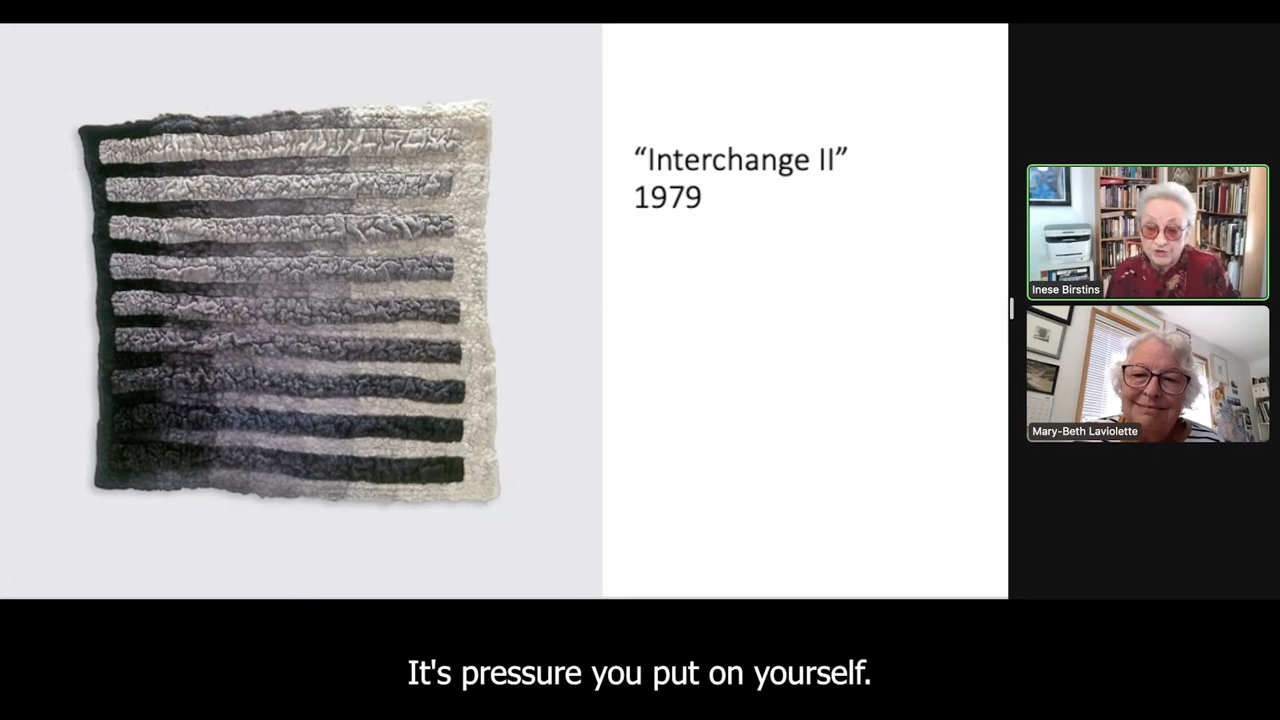 “Interchange II”
1979
Inese Birstins
Mary-Beth Laviolette
It's pressure you put on yourself.